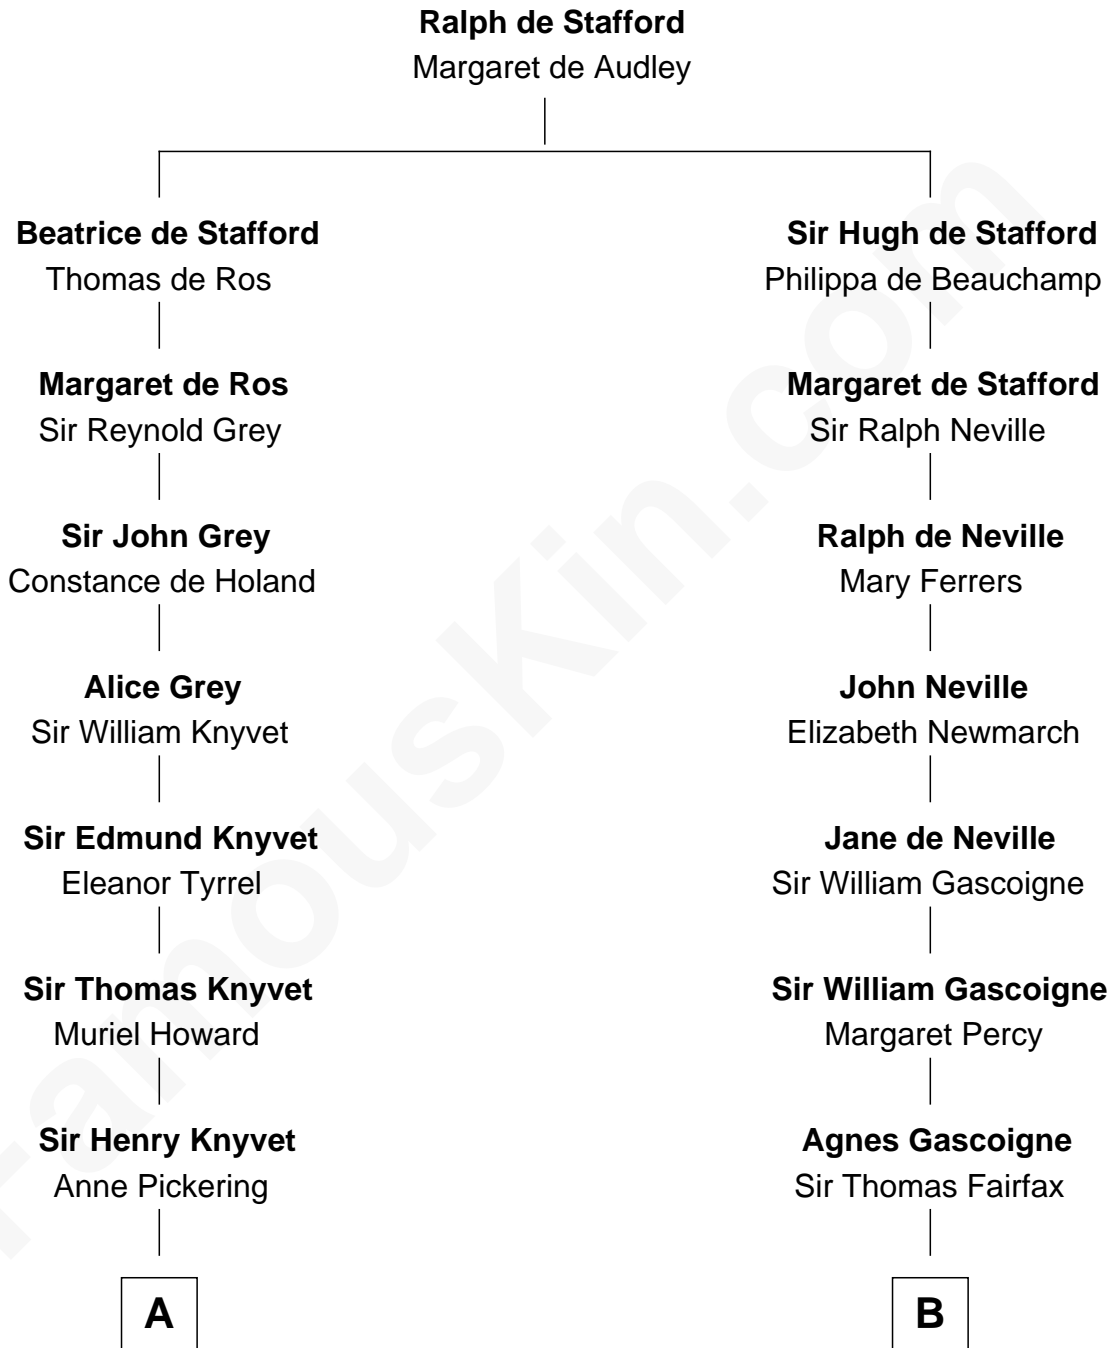 Ralph de Stafford
Margaret de Audley
Beatrice de Stafford
Thomas de Ros
Margaret de Ros
Sir Reynold Grey
Sir John Grey
Constance de Holand
Alice Grey
Sir William Knyvet
Sir Edmund Knyvet
Eleanor Tyrrel
Sir Thomas Knyvet
Muriel Howard
Sir Henry Knyvet
Anne Pickering
A
Sir Hugh de Stafford
Philippa de Beauchamp
Margaret de Stafford
Sir Ralph Neville
Ralph de Neville
Mary Ferrers
John Neville
Elizabeth Newmarch
Jane de Neville
Sir William Gascoigne
Sir William Gascoigne
Margaret Percy
Agnes Gascoigne
Sir Thomas Fairfax
B
FamousKin.com